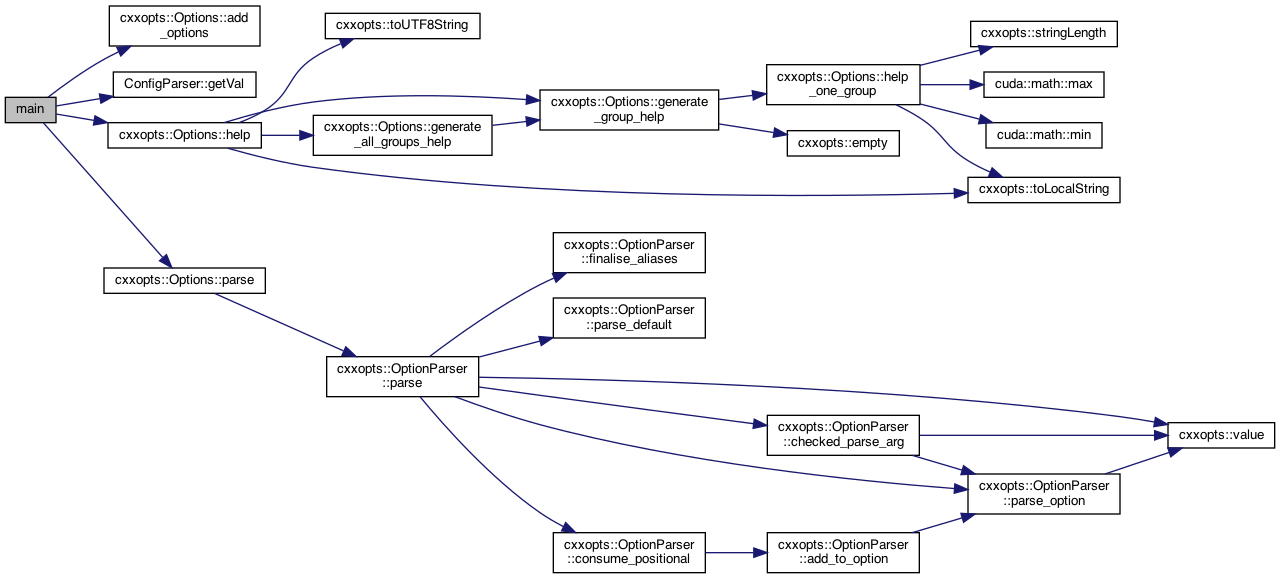 main
cxxopts::Options::add
_options
ConfigParser::getVal
cxxopts::Options::help
cxxopts::Options::parse
cxxopts::toUTF8String
cxxopts::Options::generate
_all_groups_help
cxxopts::Options::generate
_group_help
cxxopts::Options::help
_one_group
cxxopts::empty
cxxopts::stringLength
cuda::math::max
cuda::math::min
cxxopts::toLocalString
cxxopts::OptionParser
::parse
cxxopts::OptionParser
::finalise_aliases
cxxopts::OptionParser
::parse_default
cxxopts::OptionParser
::checked_parse_arg
cxxopts::OptionParser
::consume_positional
cxxopts::OptionParser
::add_to_option
cxxopts::OptionParser
::parse_option
cxxopts::value